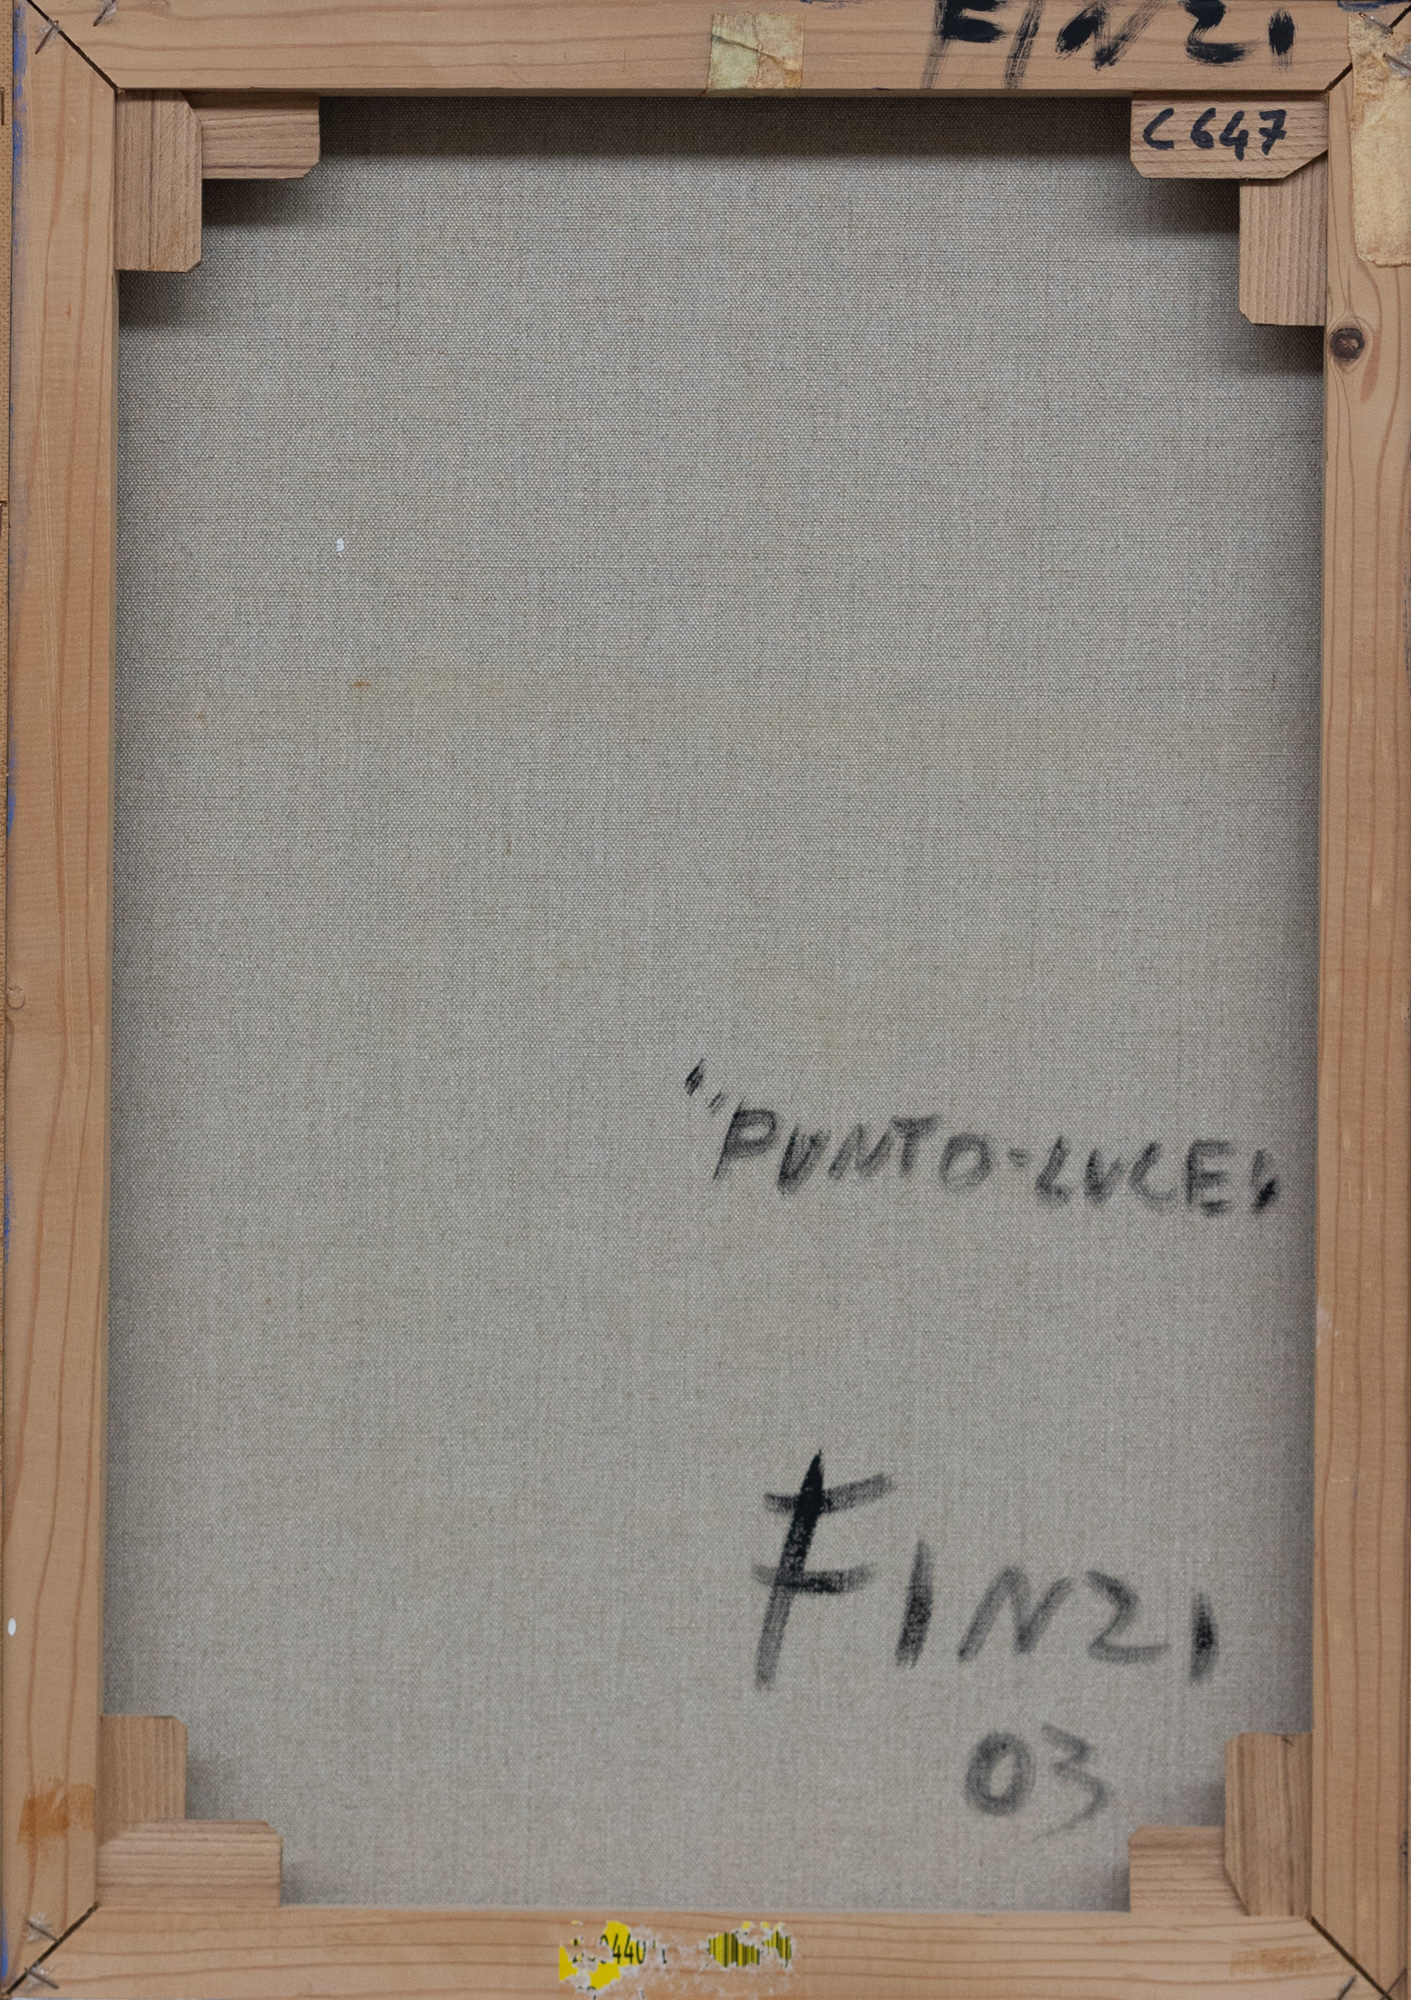 FINZI
C647
"PUNTO-LUCE"
FINZI
03